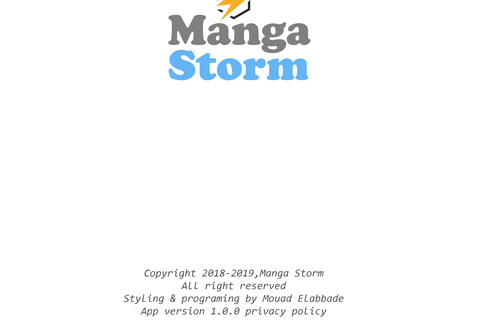 Manga
Storm
Copyright 2018-2019,Manga Storm
All right reserved
Styling & programing by Mouad Elabbade
App version 1.0.0 privacy policy